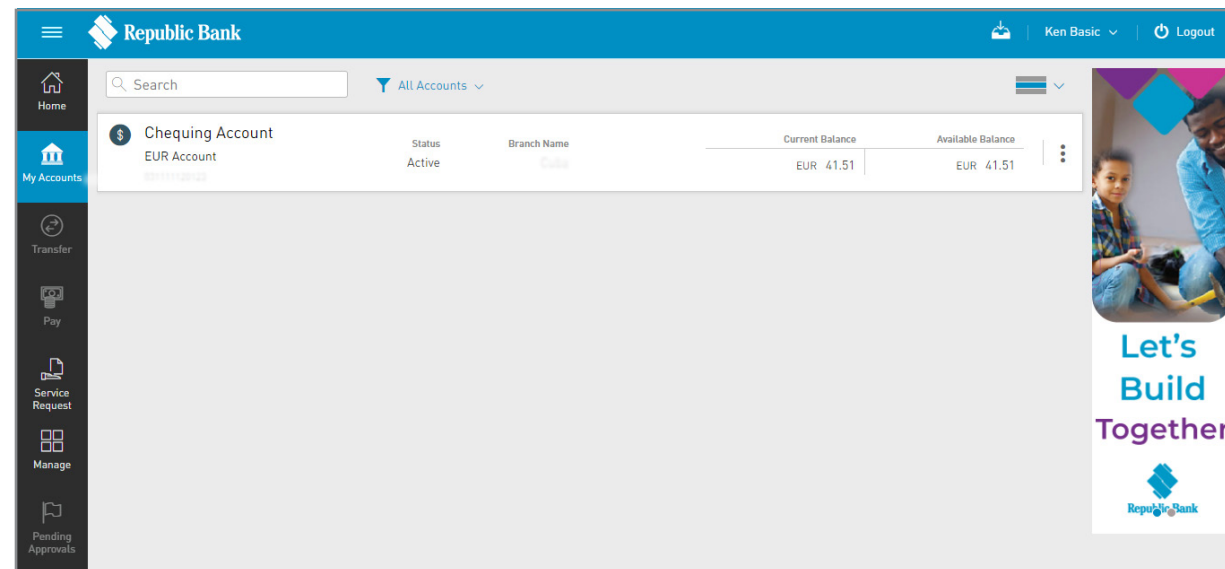 Republic Bank
Ken Basic
Logout
Home
My Accounts
Transfer
Pay
Service
Request
Manage
Pending
Approvals
Search
All Accounts
$
Chequing Account
EUR Account
Status
Active
Branch Name
Current Balance
EUR 41.51
Available Balance
EUR 41.51
Let's
Build
Together
Republic Bank